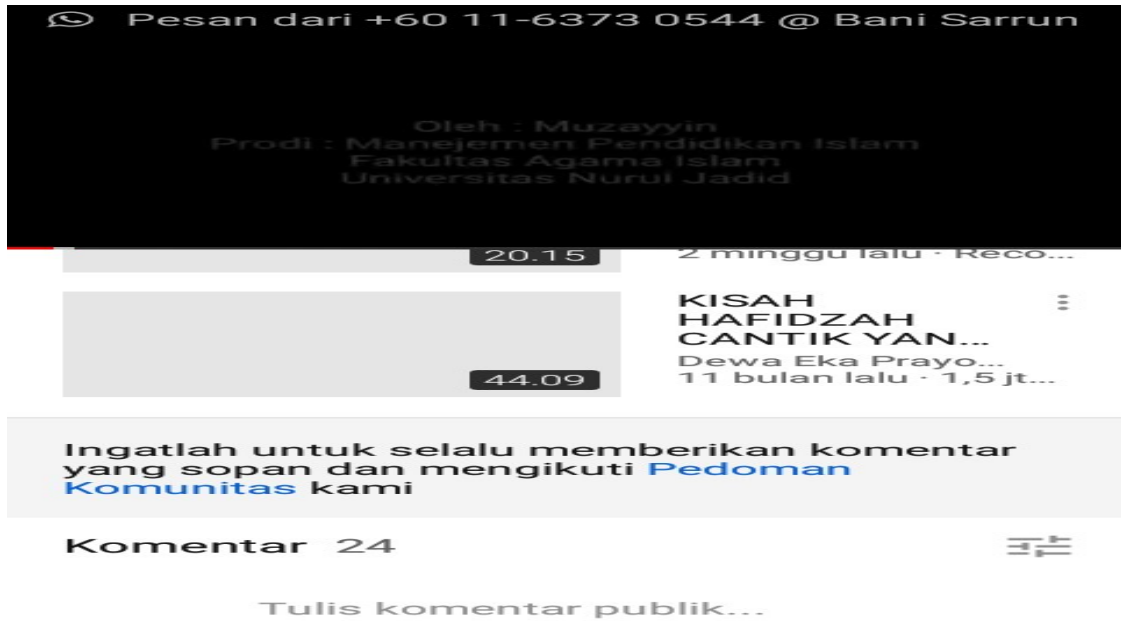 Pesan dari +60 11-6373 0544 @ Bani Sarrun
Oleh : Muzayyin
Prodi : Manejemen Pendidikan Islam
Fakultas Agama Islam
Universitas Nurul Jadid
20.15
2 minggu lalu · Reco...
44.09
KISAH
HAFIDZAH
CANTIK YAN...
Dewa Eka Prayo...
11 bulan lalu · 1,5 jt...
Ingatlah untuk selalu memberikan komentar
yang sopan dan mengikuti Pedoman
Komunitas kami
Komentar 24
Tulis komentar publik...